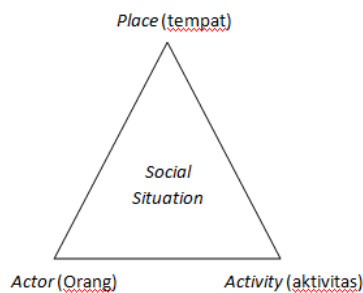 Place (tempat)
Social
Situation
Actor (Orang)
Activity (aktivitas)